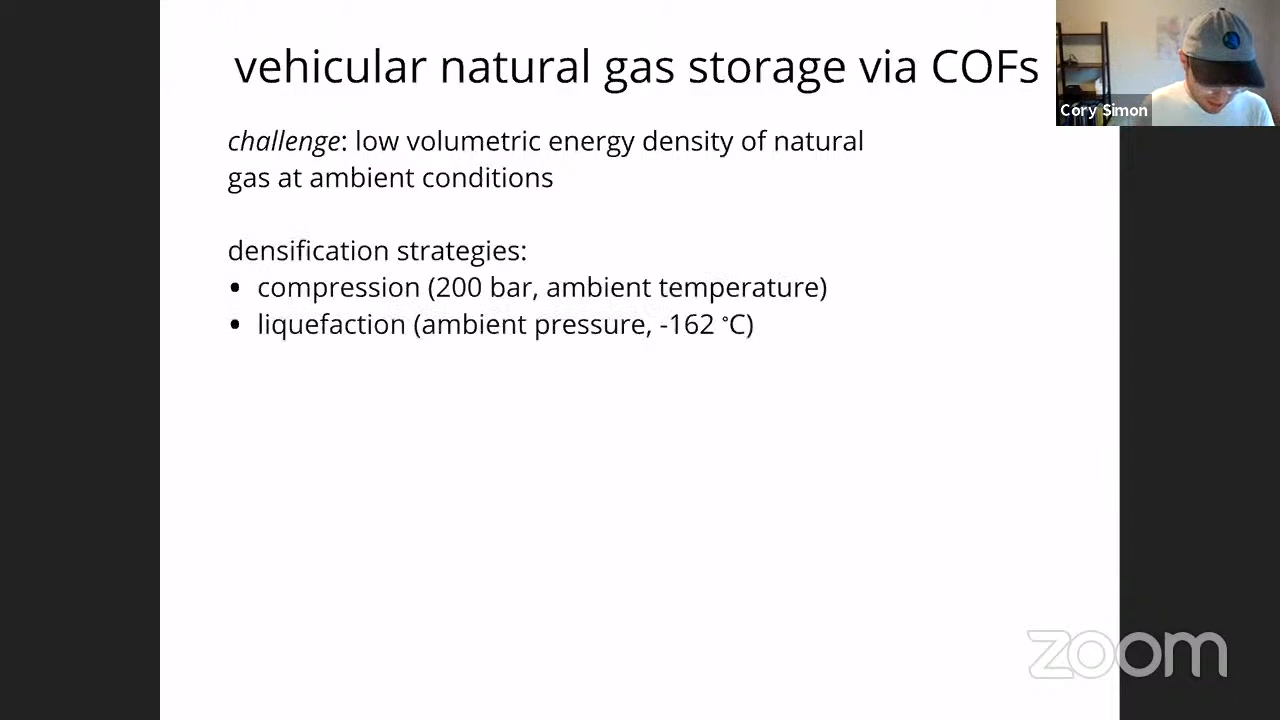 vehicular natural gas storage via COFs
Cory Simon
challenge: low volumetric energy density of natural
gas at ambient conditions
densification strategies:
• compression (200 bar, ambient temperature)
• liquefaction (ambient pressure, -162 °C)
zoom